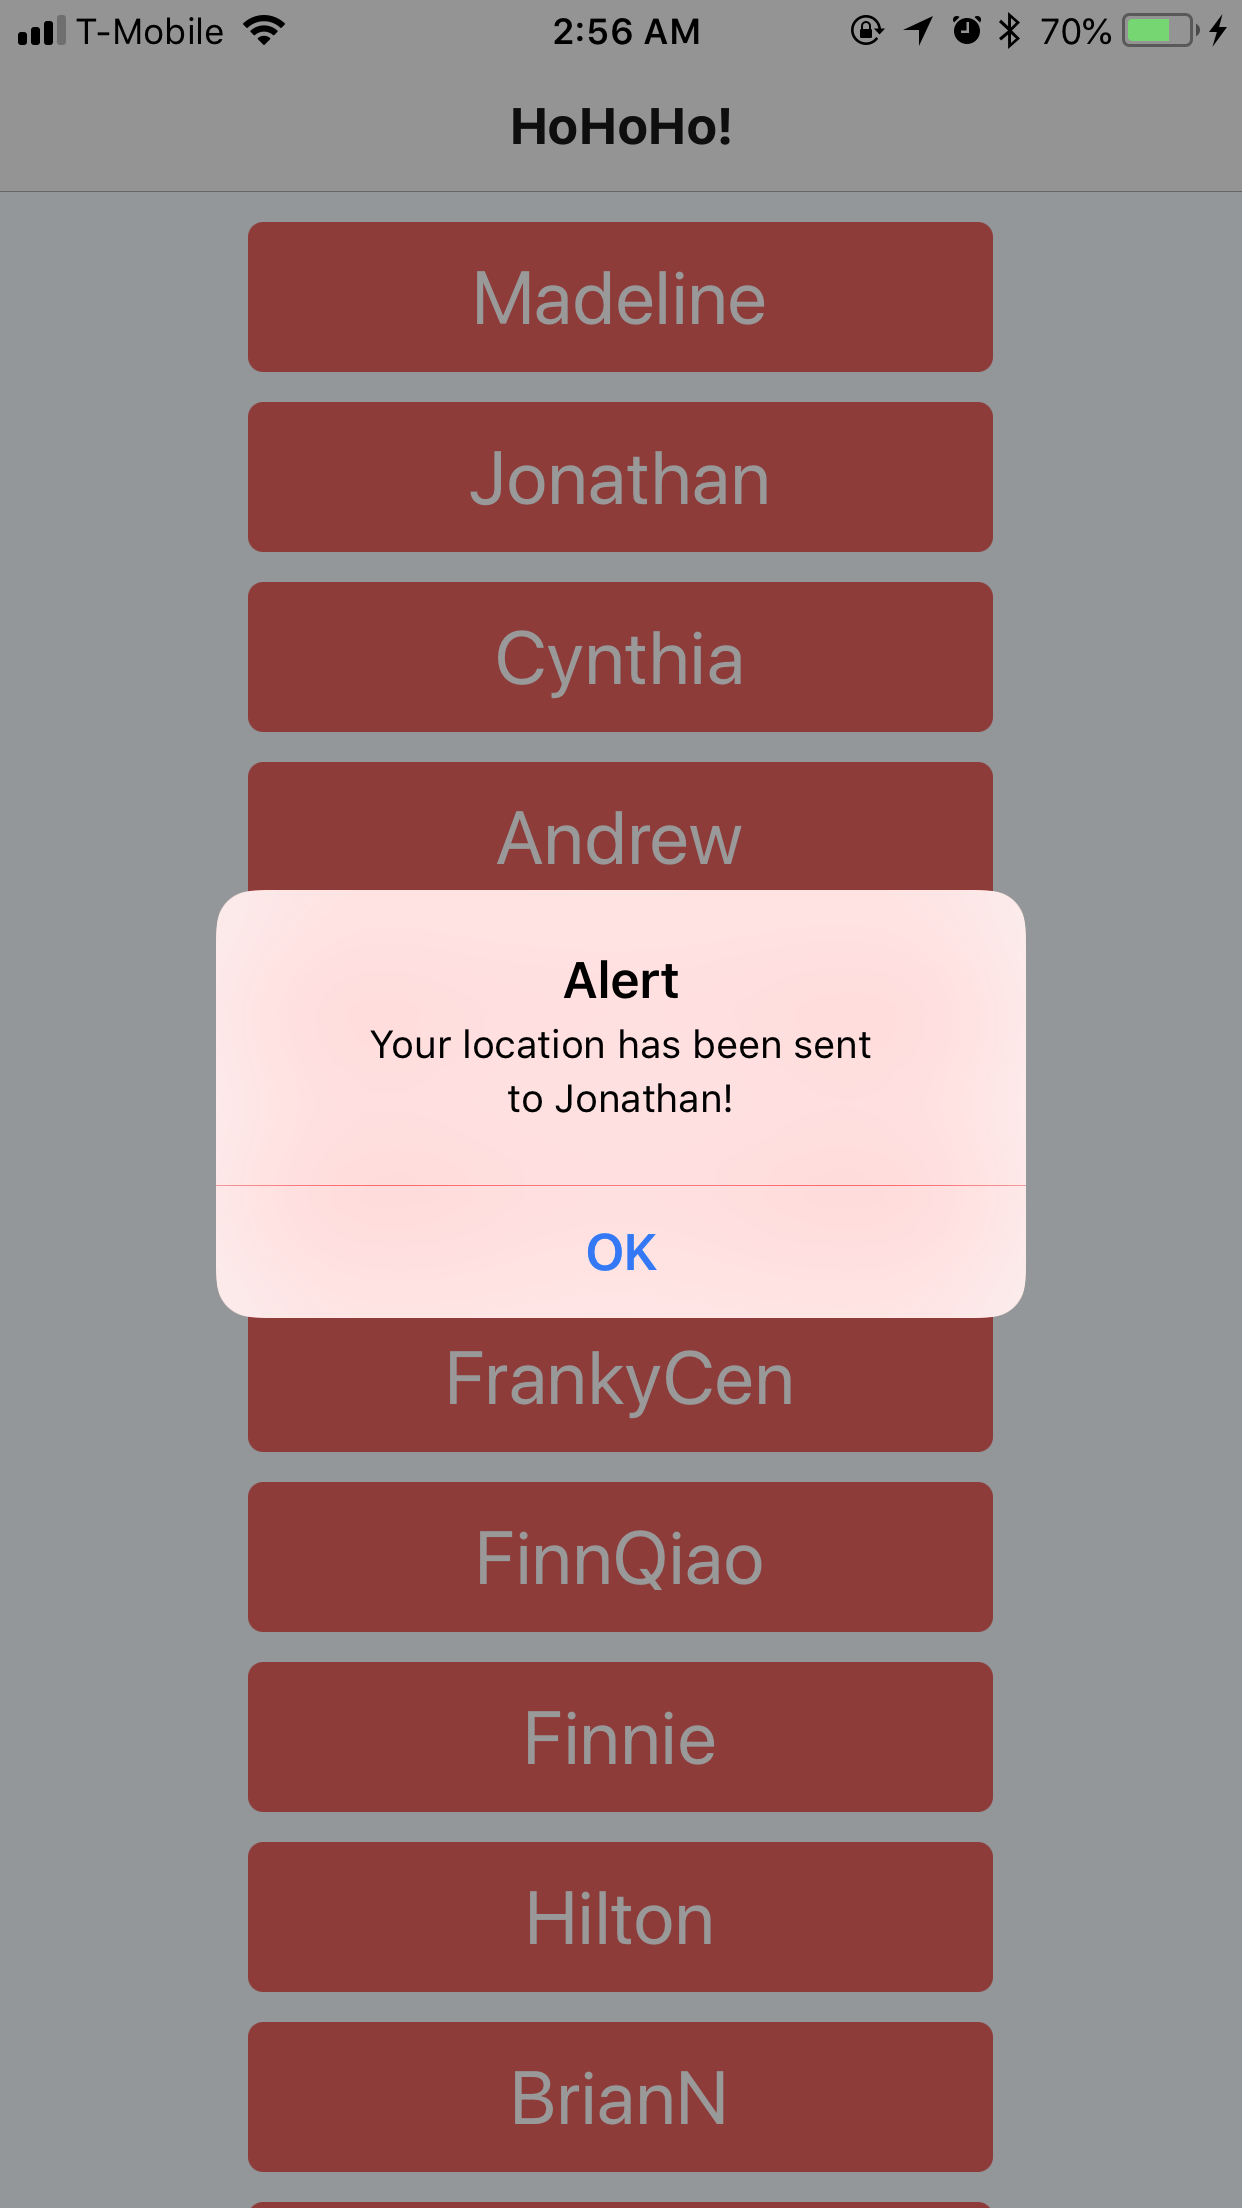 T-Mobile 2:56 AM 70%
HoHoHo!
Madeline
Jonathan
Cynthia
Andrew
Alert
Your location has been sent
to Jonathan!
OK
FrankyCen
FinnQiao
Finnie
Hilton
BrianN